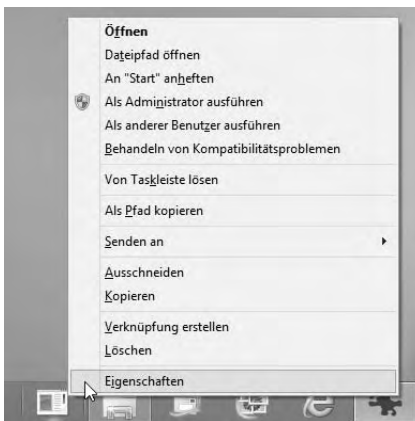 Öffnen
Dateipfad öffnen
An "Start" anheften
Als Administrator ausführen
Als anderer Benutzer ausführen
Behandeln von Kompatibilitätsproblemen
Von Taskleiste lösen
Als Pfad kopieren
Senden an
Ausschneiden
Kopieren
Verknüpfung erstellen
Löschen
Eigenschaften